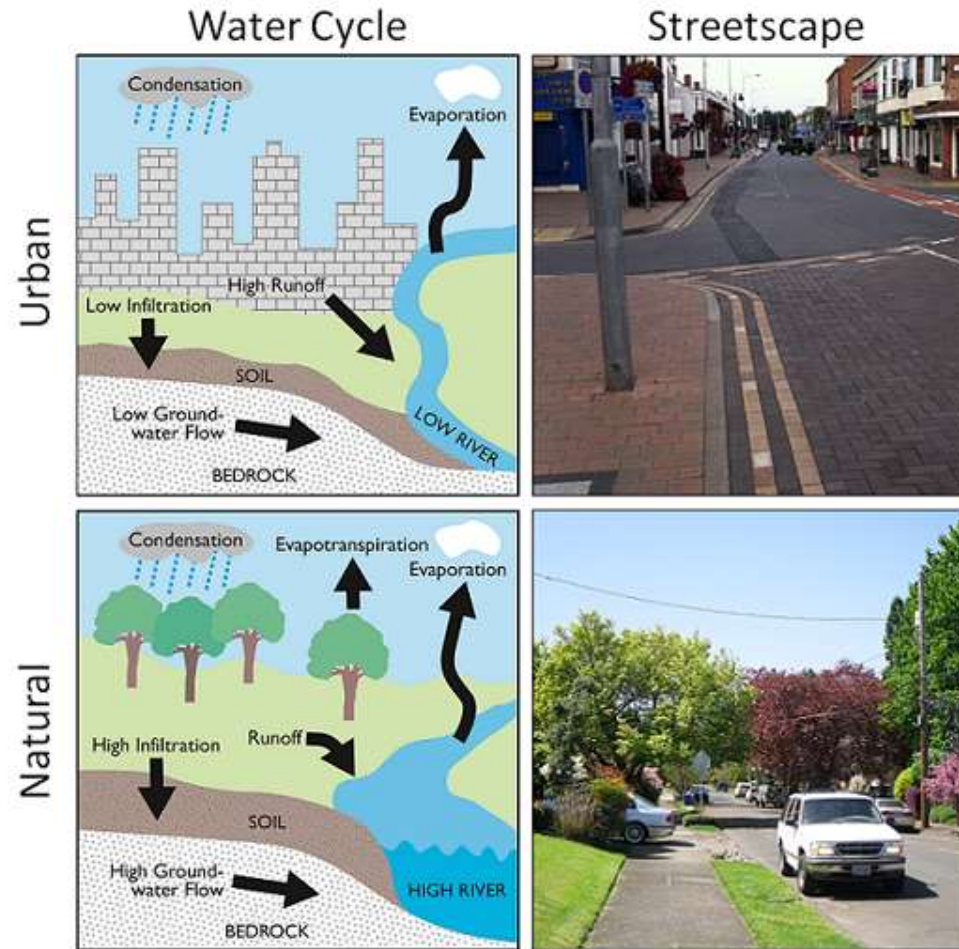 Water Cycle
Streetscape
Urban
Condensation
Evaporation
High Runoff
Low Infiltration
SOIL
Low Ground-
water Flow
LOW RIVER
BEDROCK
Natural
Condensation
Evapotranspiration
Evaporation
High Infiltration
Runoff
SOIL
High Ground-
water Flow
HIGH RIVER
BEDROCK